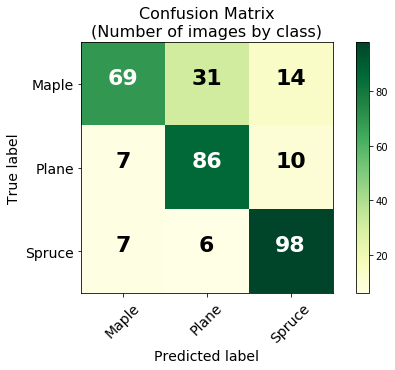 Confusion Matrix
(Number of images by class)
True label
Maple 69 31 14
Plane 7 86 10
Spruce 7 6 98
Maple Plane Spruce
Predicted label
80
60
40
20